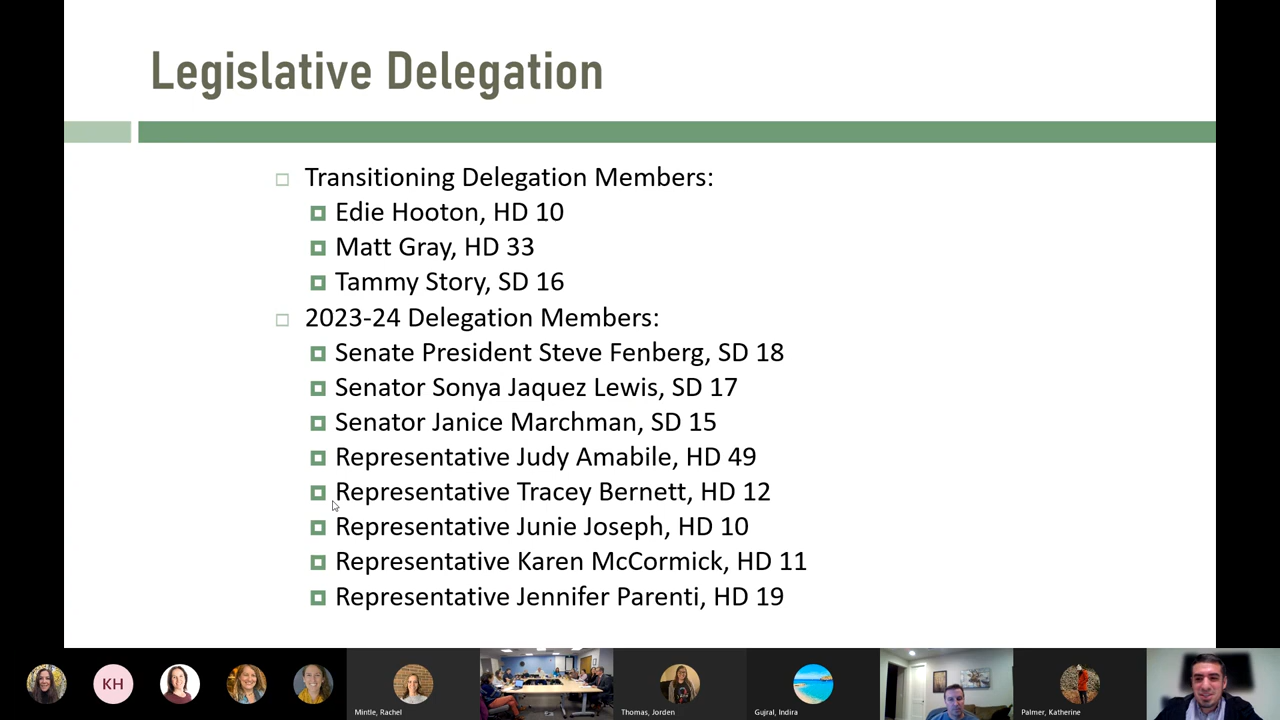 Legislative Delegation
Transitioning Delegation Members:
Edie Hooton, HD 10
Matt Gray, HD 33
Tammy Story, SD 16
2023-24 Delegation Members:
Senate President Steve Fenberg, SD 18
Senator Sonya Jaquez Lewis, SD 17
Senator Janice Marchman, SD 15
Representative Judy Amabile, HD 49
Representative Tracey Bernett, HD 12
Representative Junie Joseph, HD 10
Representative Karen McCormick, HD 11
Representative Jennifer Parenti, HD 19
KH
Mintle, Rachel
Thomas, Jorden
Gujral, Indira
Palmer, Katherine